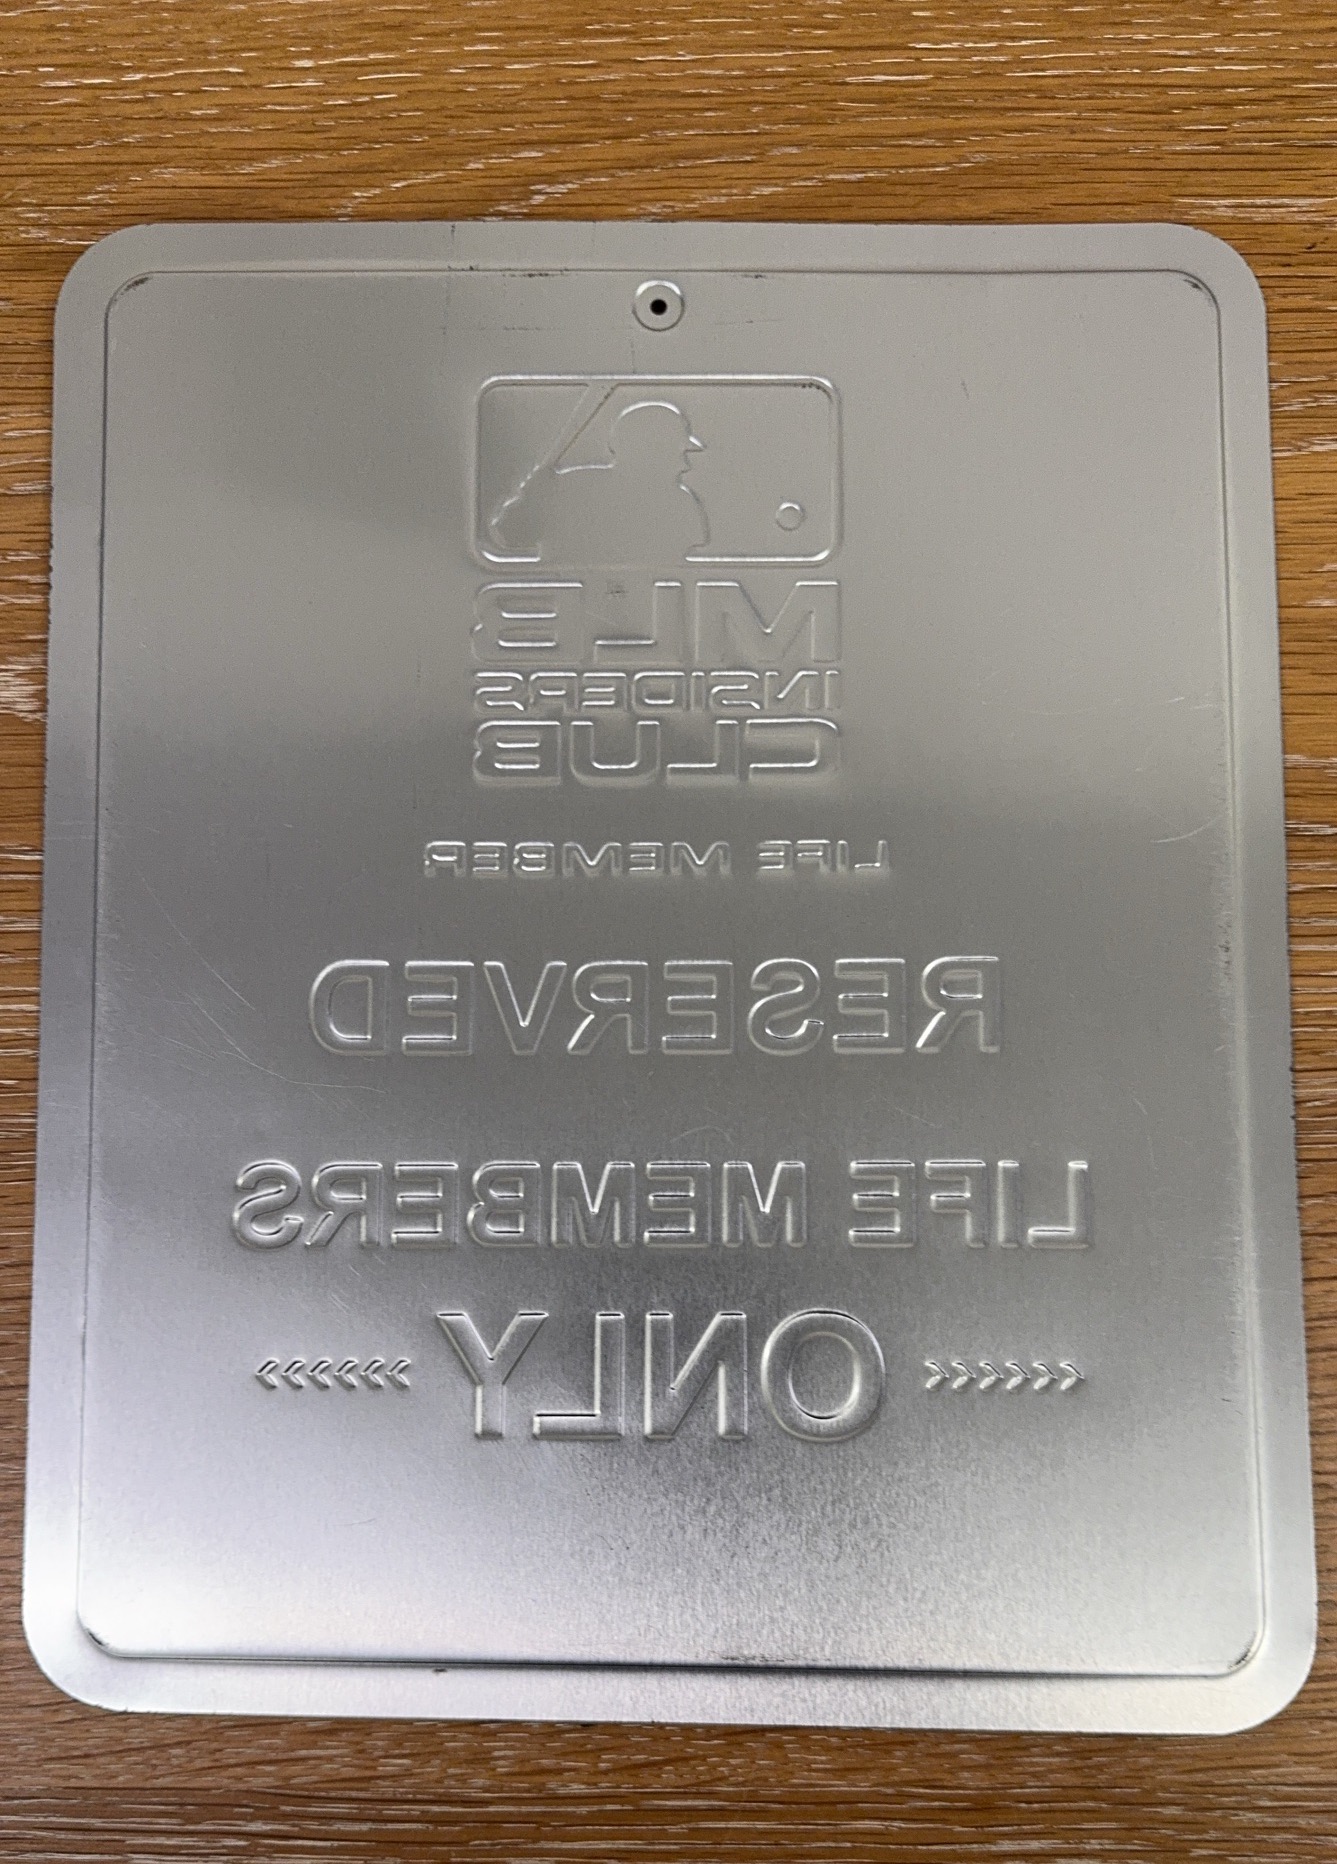 MLB
INSIDERS
CLUB
LIFE MEMBER
RESERVED
LIFE MEMBERS
ONLY